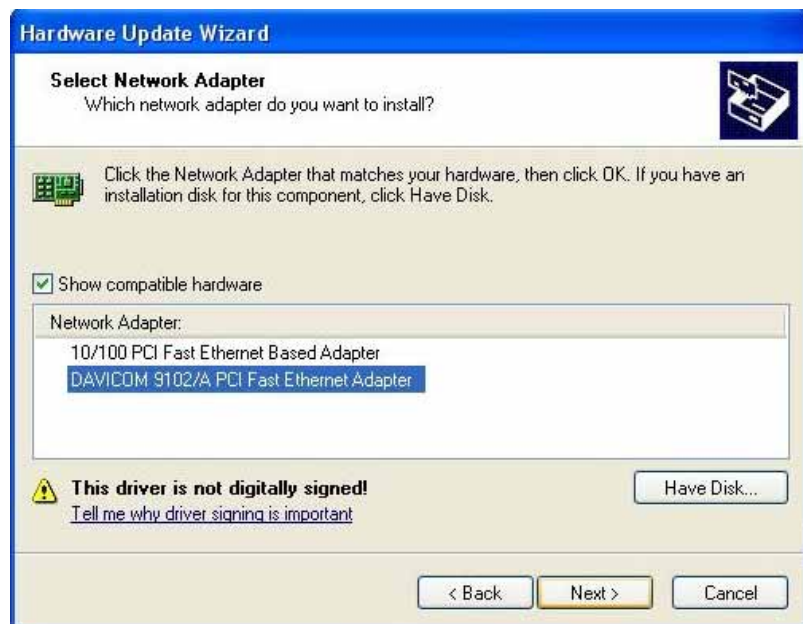 Hardware Update Wizard
Select Network Adapter
Which network adapter do you want to install?
Click the Network Adapter that matches your hardware, then click OK. If you have an
installation disk for this component, click Have Disk.
Show compatible hardware
Network Adapter:
10/100 PCI Fast Ethernet Based Adapter
DAVICOM 9102/A PCI Fast Ethernet Adapter
This driver is not digitally signed!
Have Disk...
Tell me why driver signing is important
< Back
Next >
Cancel